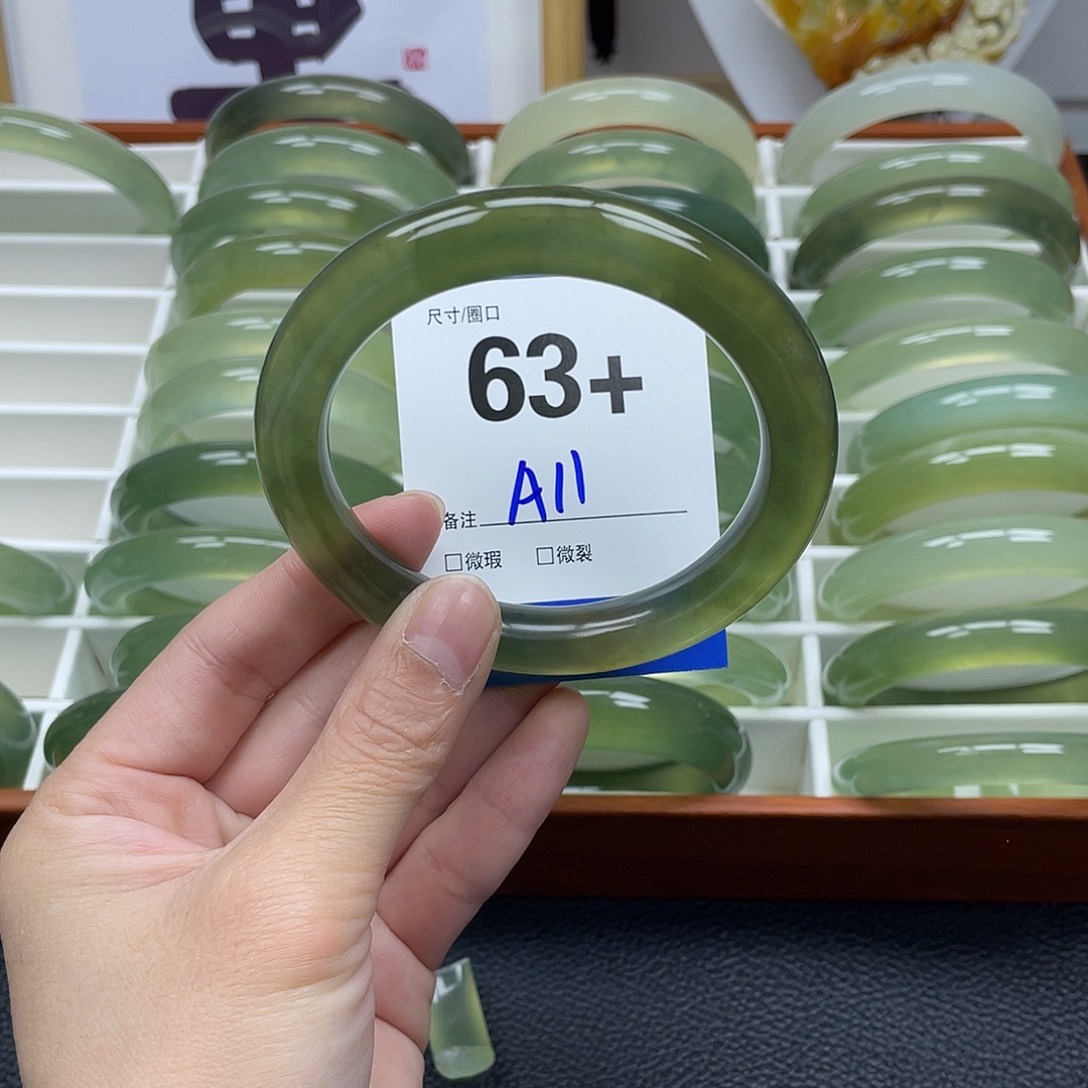 尺寸/圈口
63+
备注 A11
□微瑕 □微裂